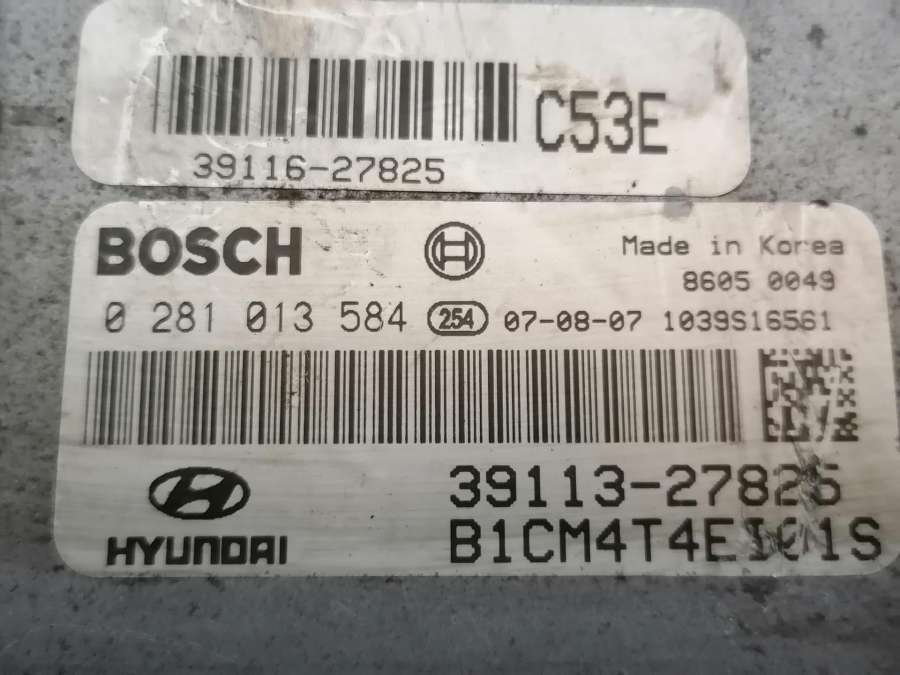 C53E
39116-27825
BOSCH
Made in Korea
8605 0049
0 281 013 584 254 07-08-07 1039S16561
HYUNDAI
39113-27825
B1CM4T4EI01S